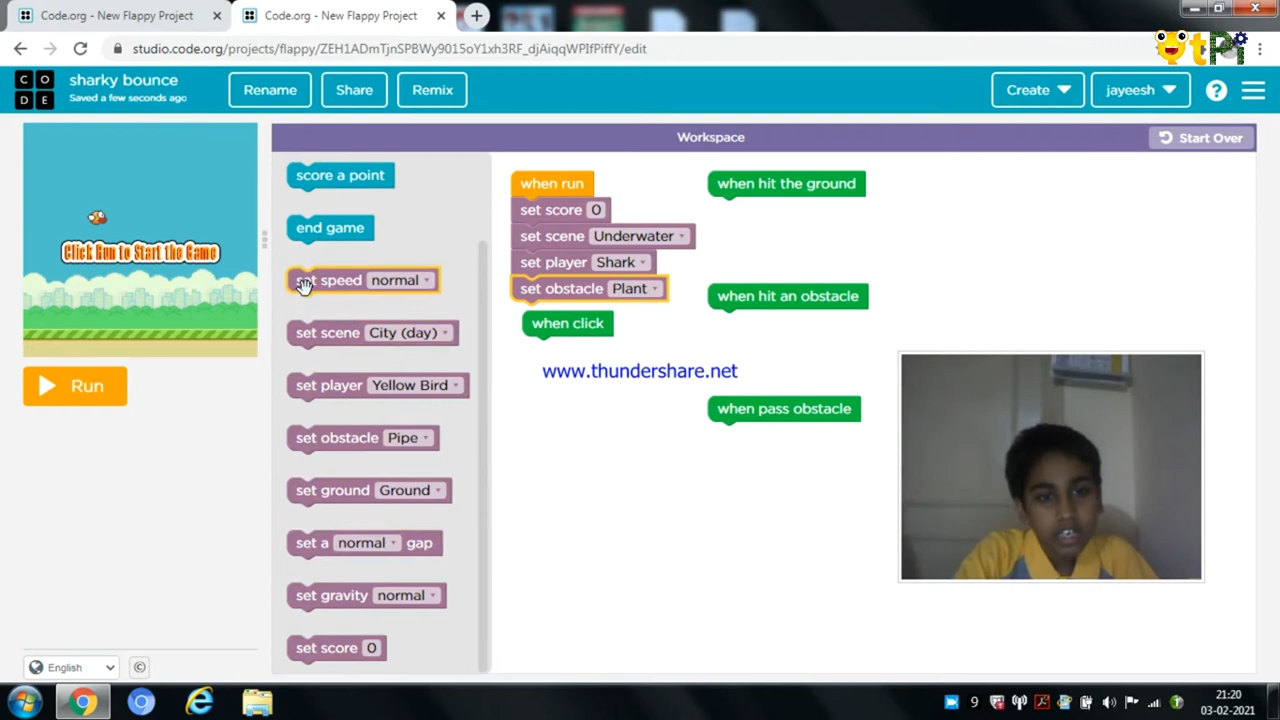 Code.org - New Flappy Project
Code.org - New Flappy Project
studio.code.org/projects/flappy/ZEH1ADmTjnSPBWy9015oY1xh3RF_djAiqqWPIfPiffY/edit
OtPi
CODE
sharky bounce
Saved a few seconds ago
Rename
Share
Remix
Create
jayeesh
?
Workspace
Start Over
Click Run to Start the Game
Run
score a point
end game
set speed normal
set scene City (day)
set player Yellow Bird
set obstacle Pipe
set ground Ground
set a normal gap
set gravity normal
set score 0
when run
set score 0
set scene Underwater
set player Shark
set obstacle Plant
when click
when hit the ground
when hit an obstacle
when pass obstacle
www.thundershare.net
English
©
9
21:20
03-02-2021